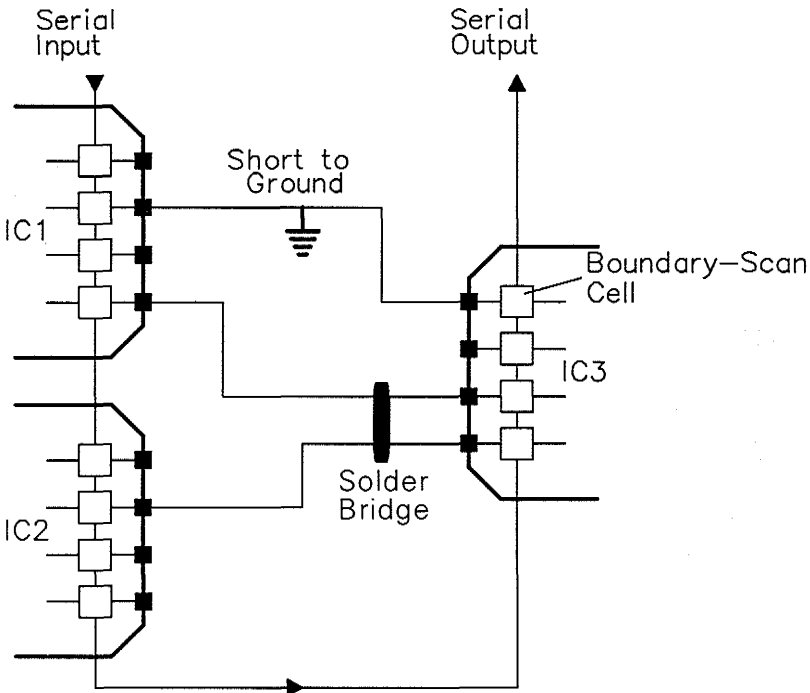 Serial
Input
Serial
Output
Short to
Ground
IC1
Boundary-Scan
Cell
IC3
Solder
Bridge
IC2